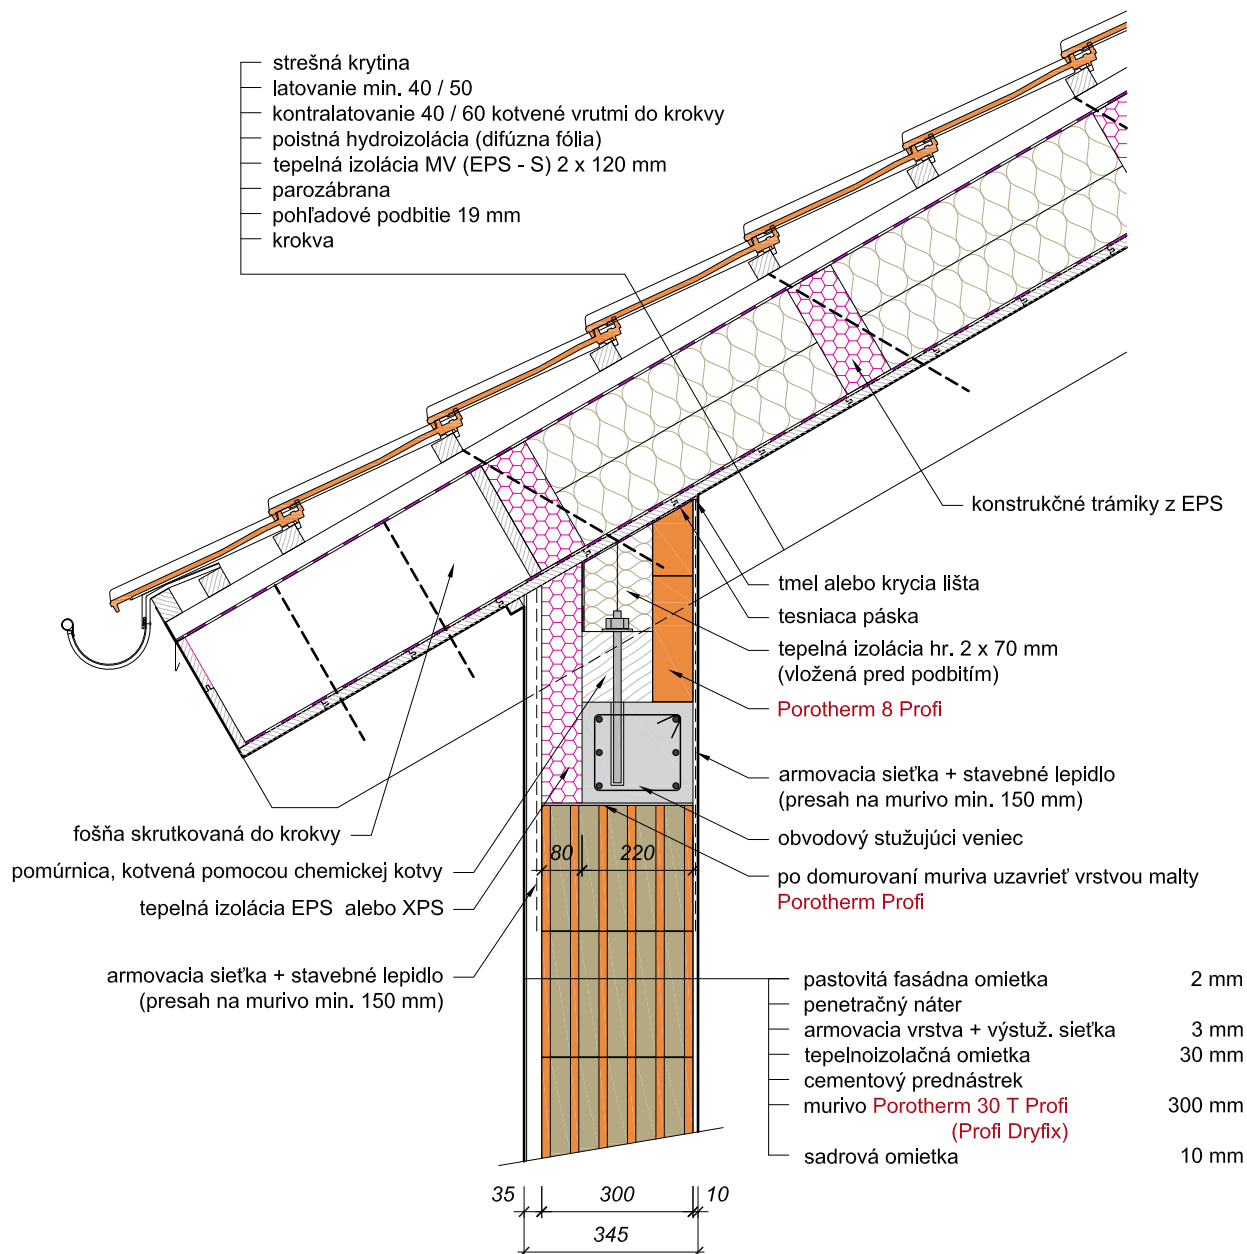 strešná krytina
latovanie min. 40 / 50
kontralatovanie 40 / 60 kotvené vrutmi do krokvy
poistná hydroizolácia (difúzna fólia)
tepelná izolácia MV (EPS - S) 2 x 120 mm
parozábrana
pohľadové podbitie 19 mm
krokva
konštrukčné trámiky z EPS
tmel alebo krycia lišta
tesniaca páska
tepelná izolácia hr. 2 x 70 mm
(vložená pred podbitím)
Porotherm 8 Profi
armovacia sieťka + stavebné lepidlo
(presah na murivo min. 150 mm)
obvodový stužujúci veniec
po domurovaní muriva uzavrieť vrstvou malty
Porotherm Profi
fošňa skrutkovaná do krokvy
pomúrnica, kotvená pomocou chemickej kotvy
tepelná izolácia EPS alebo XPS
armovacia sieťka + stavebné lepidlo
(presah na murivo min. 150 mm)
80 220
pastovitá fasádna omietka 2 mm
penetračný náter
armovacia vrstva + výstuž. sieťka 3 mm
tepelnoizolačná omietka 30 mm
cementový prednástrek
murivo Porotherm 30 T Profi 300 mm
(Profi Dryfix)
sadrová omietka 10 mm
35 300 10
345